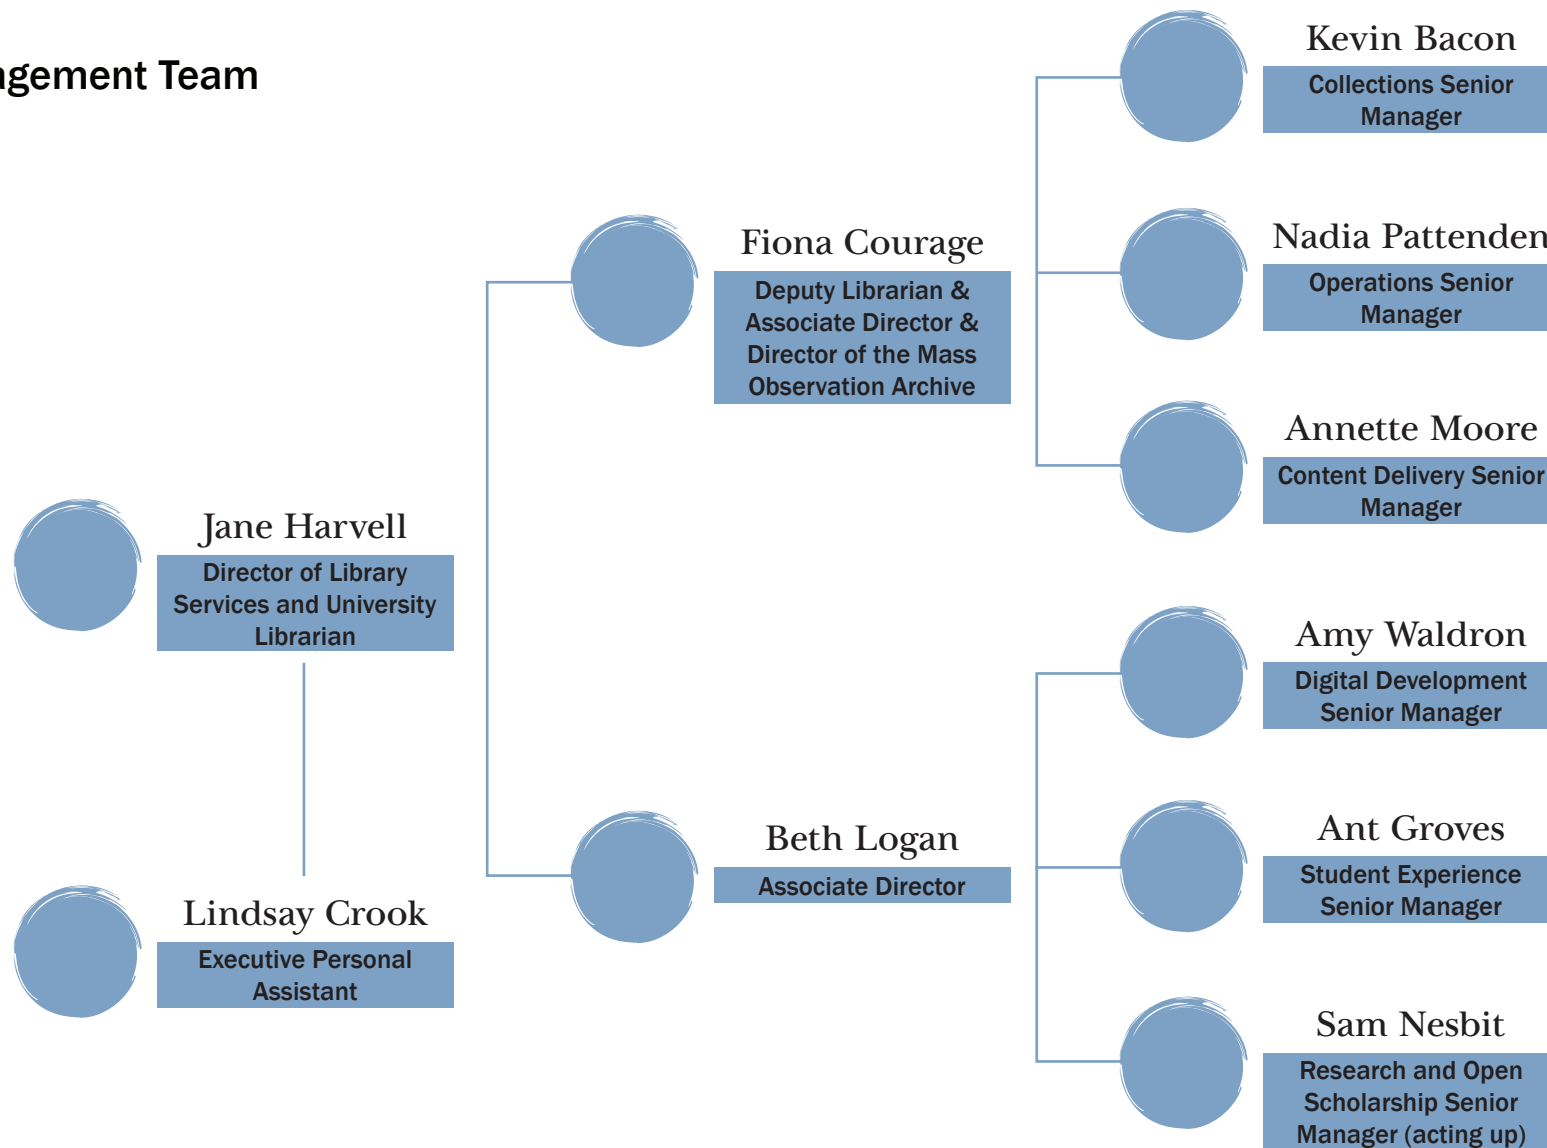 agement Team
Kevin Bacon
Collections Senior
Manager
Nadia Pattenden
Operations Senior
Manager
Fiona Courage
Deputy Librarian &
Associate Director &
Director of the Mass
Observation Archive
Annette Moore
Content Delivery Senior
Manager
Jane Harvell
Director of Library
Services and University
Librarian
Lindsay Crook
Executive Personal
Assistant
Beth Logan
Associate Director
Amy Waldron
Digital Development
Senior Manager
Ant Groves
Student Experience
Senior Manager
Sam Nesbit
Research and Open
Scholarship Senior
Manager (acting up)